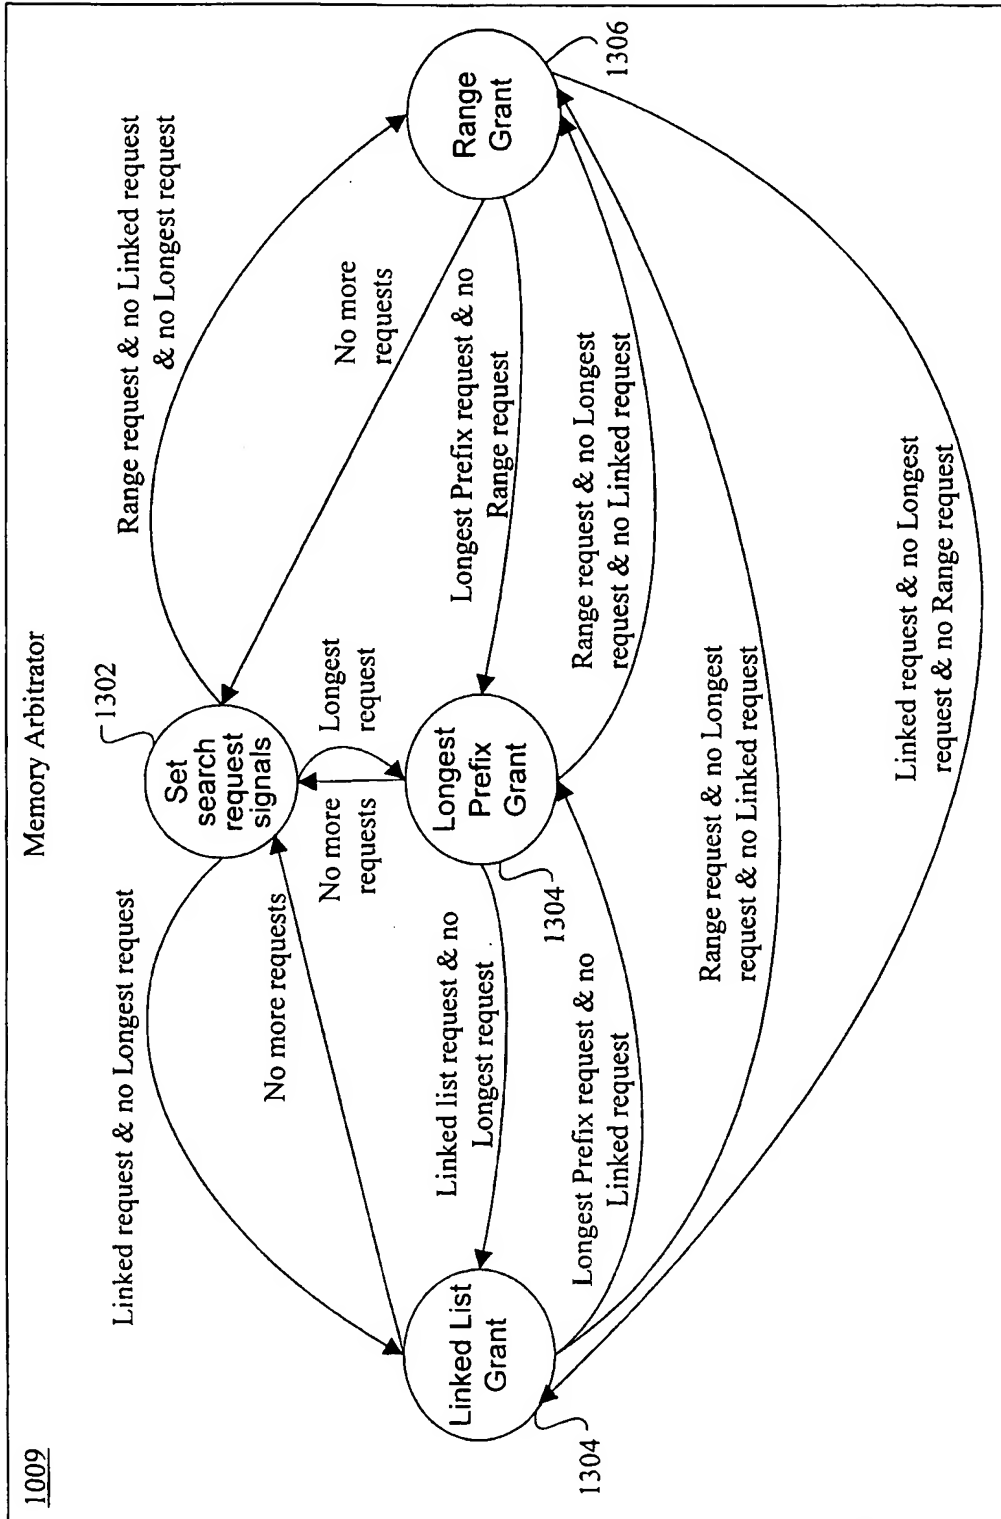 1009
Memory Arbitrator
Linked request & no Longest request
Range request & no Linked request
& no Longest request
1302
Set
search
request
signals
No more requests
No more
requests
Longest
request
No more
requests
Linked List
Grant
1304
Longest
Prefix
Grant
1304
Range
Grant
1306
Linked list request & no
Longest request
Longest Prefix request & no
Range request
Longest Prefix request & no
Linked request
Range request & no Longest
request & no Linked request
Range request & no Longest
request & no Linked request
Linked request & no Longest
request & no Range request